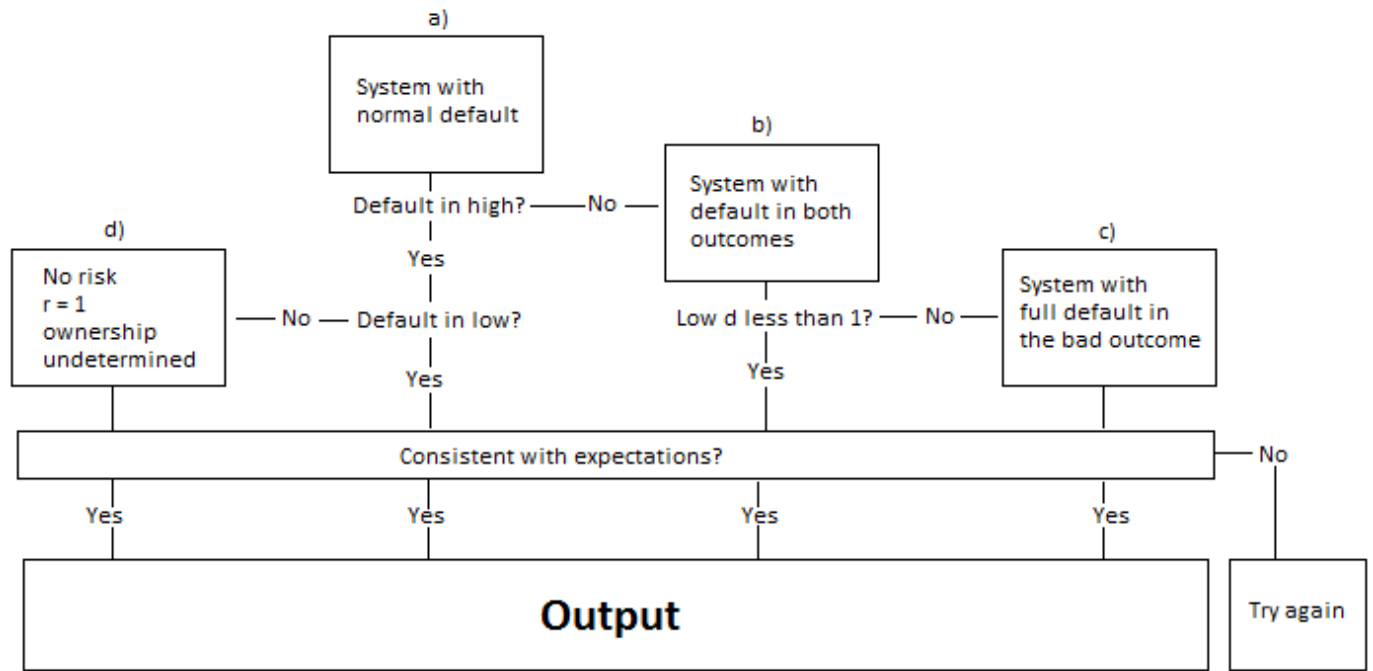 a)
System with
normal default
b)
System with
default in both
outcomes
Default in high?
No
d)
No risk
r = 1
ownership
undetermined
c)
System with
full default in
the bad outcome
Yes
No
Default in low?
Low d less than 1?
No
Yes
Yes
Consistent with expectations?
No
Yes
Yes
Yes
Yes
Output
Try again